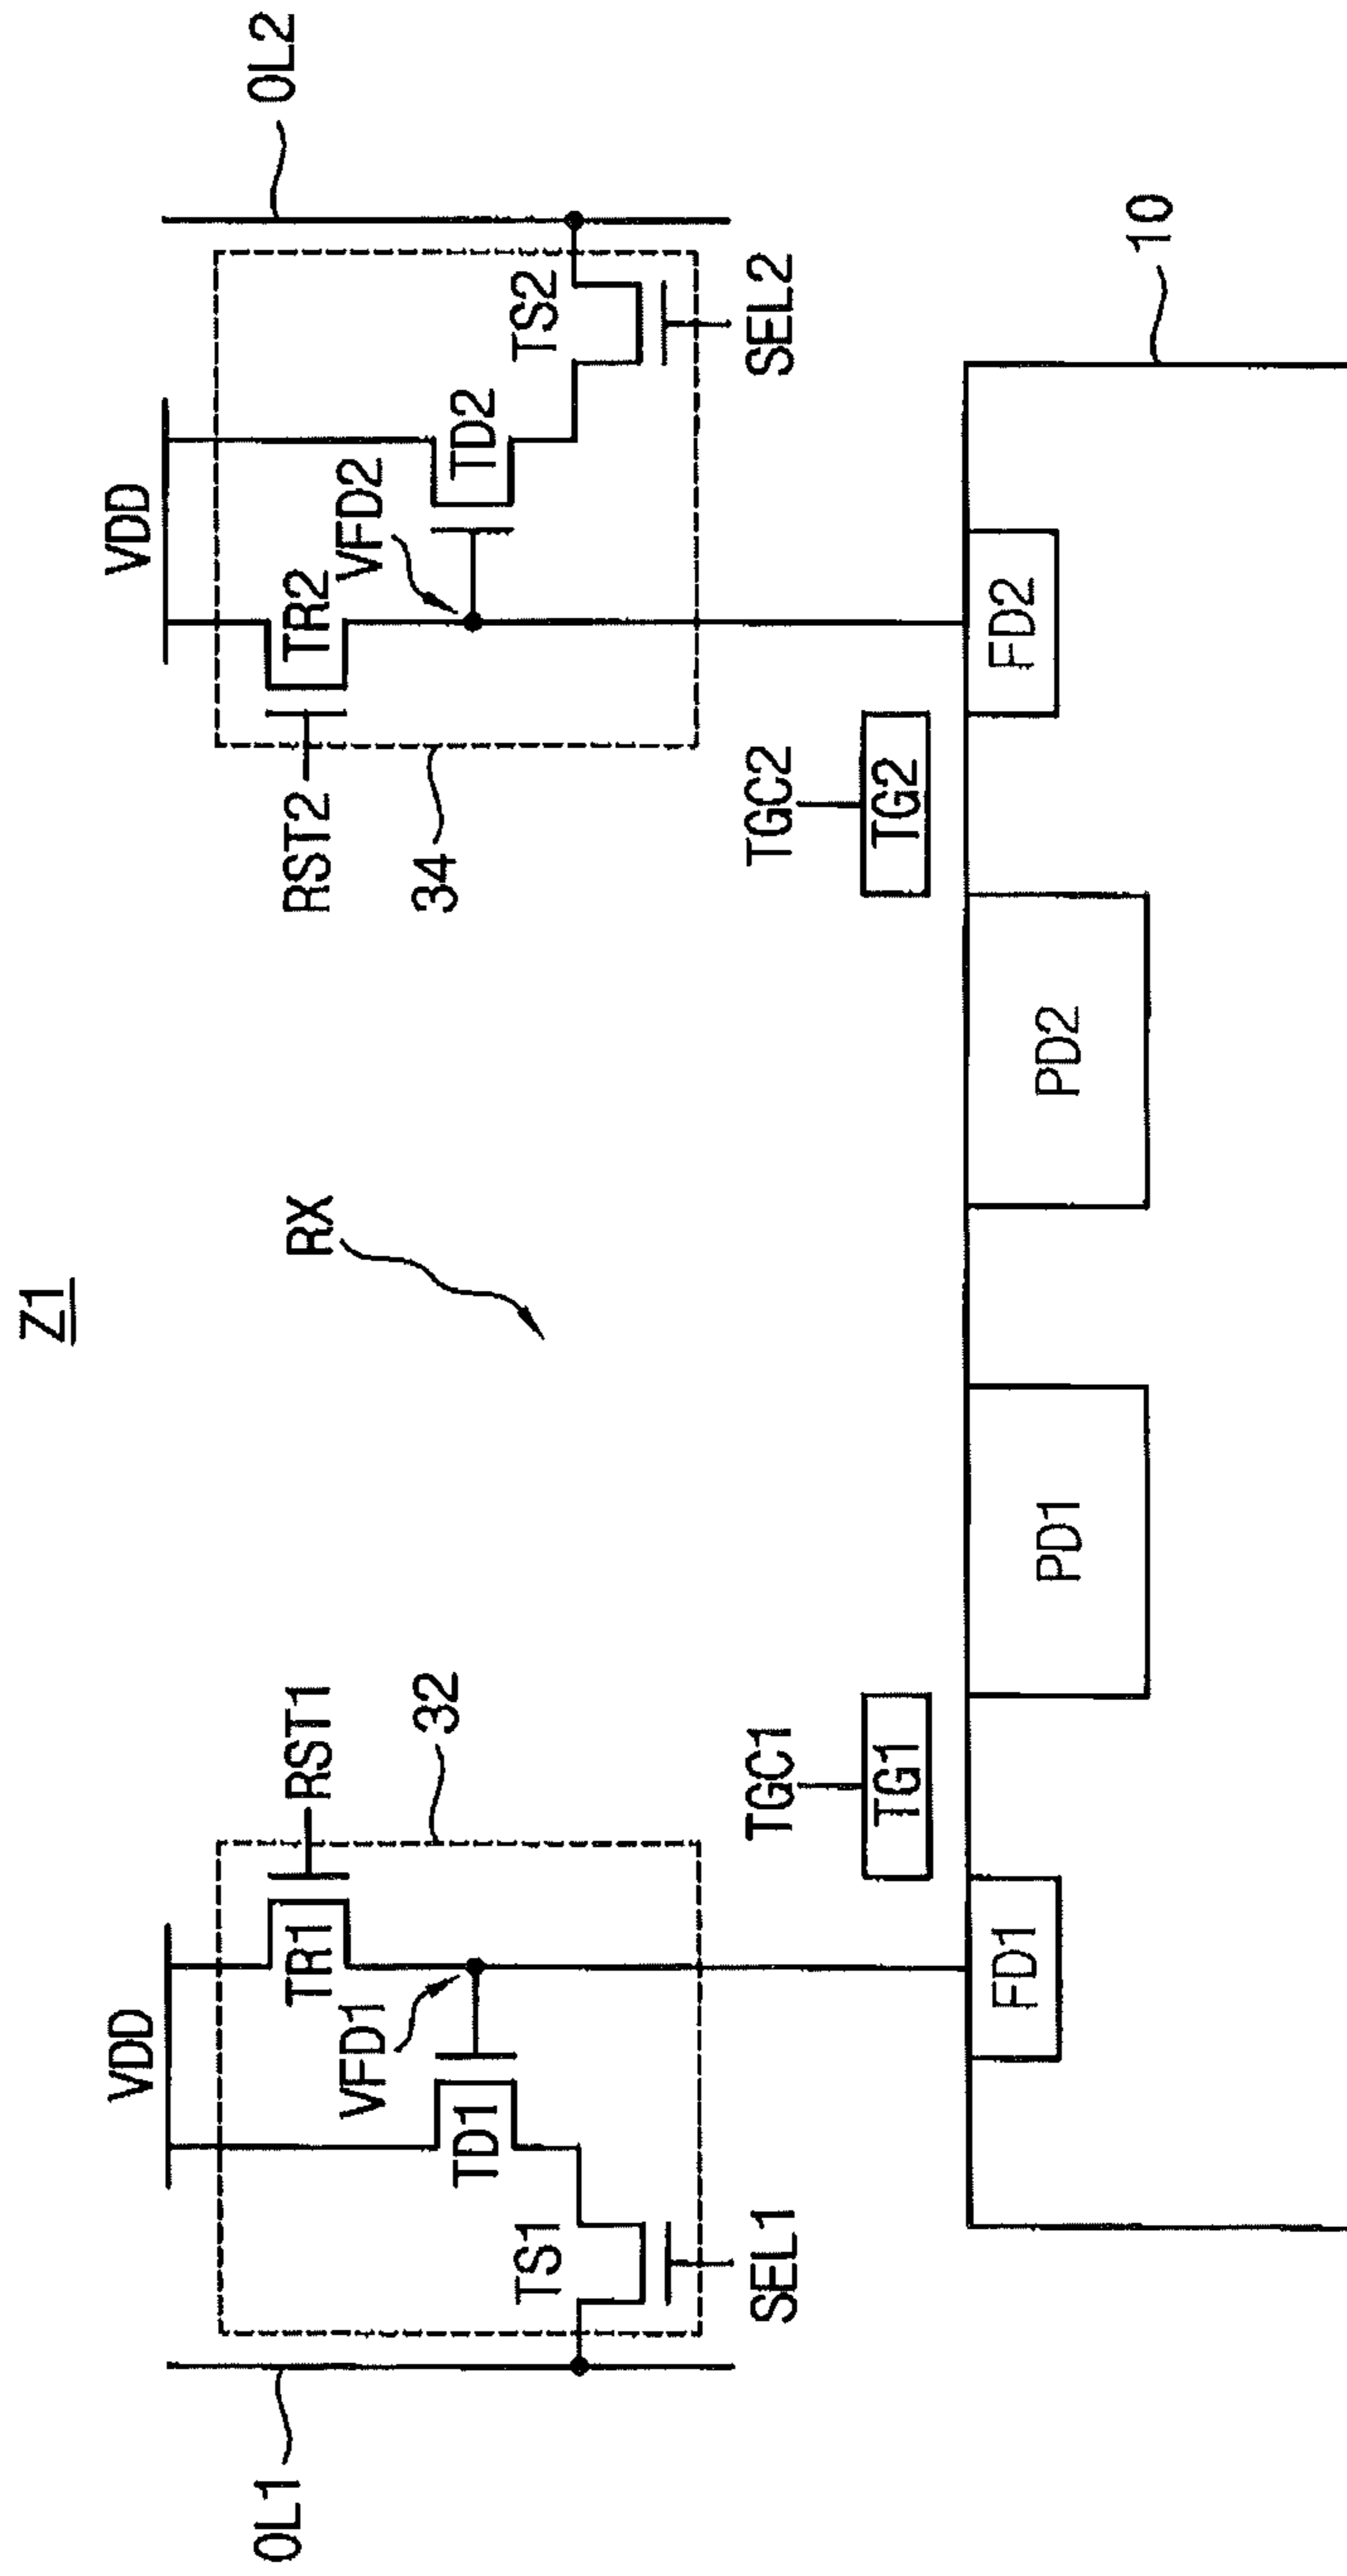 Z1
VDD
VDD
OL1
TR1
RST1
RX
RST2
TR2
OL2
VFD1
VFD2
32
34
TD1
TD2
TS1
TS2
SEL1
TGC1
TGC2
SEL2
TG1
TG2
FD1
PD1
PD2
FD2
10